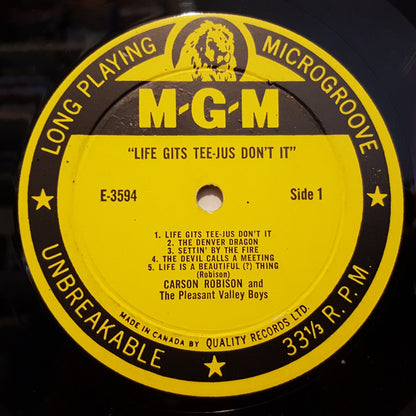 LONG PLAYING MICROGROOVE
M-G-M
"LIFE GITS TEE-JUS DON'T IT"
E-3594 Side 1
1. LIFE GITS TEE-JUS DON'T IT
2. THE DENVER DRAGON
3. SETTIN' BY THE FIRE
4. THE DEVIL CALLS A MEETING
5. LIFE IS A BEAUTIFUL (?) THING
(Robison)
CARSON ROBISON and
The Pleasant Valley Boys
MADE IN CANADA BY QUALITY RECORDS LTD.
UNBREAKABLE 33⅓ R.P.M.